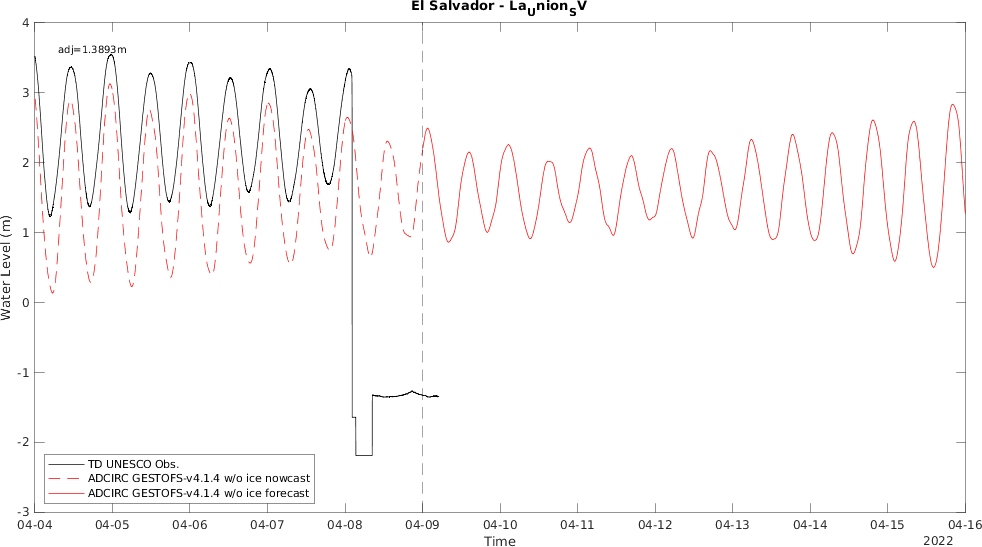 El Salvador - LaUnionSV
adj=1.3893m
4
3
2
1
0
-1
-2
-3
Water Level (m)
TD UNESCO Obs.
ADCIRC GESTOFS-v4.1.4 w/o ice nowcast
ADCIRC GESTOFS-v4.1.4 w/o ice forecast
04-04 04-05 04-06 04-07 04-08 04-09 04-10 04-11 04-12 04-13 04-14 04-15 04-16
Time
2022